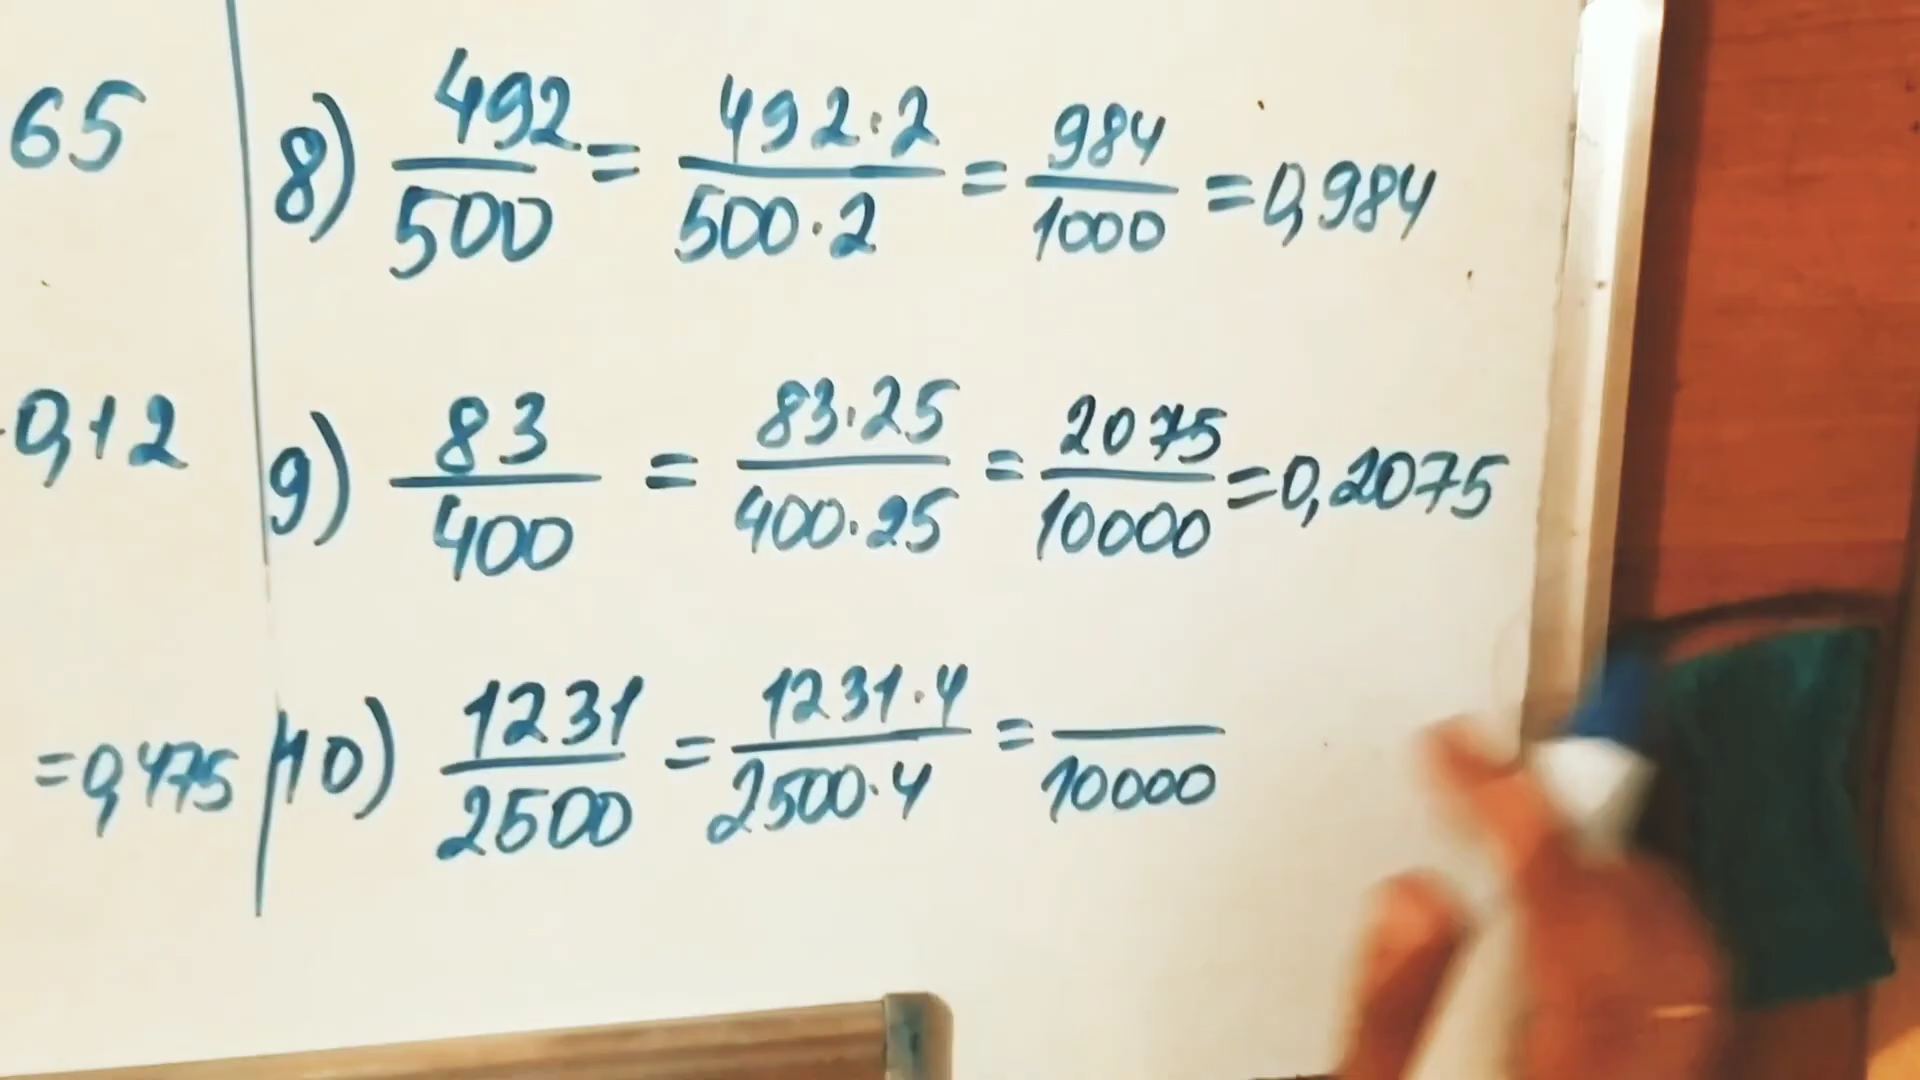 65
8) 492/500 = 492·2/500·2 = 984/1000 = 0,984
0,12
9) 83/400 = 83·25/400·25 = 2075/10000 = 0,2075
=0,475
10) 1231/2500 = 1231·4/2500·4 = /10000